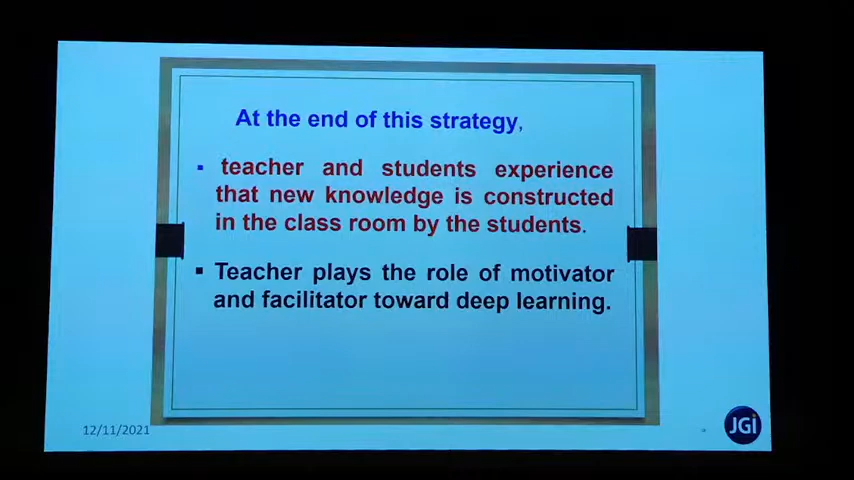 At the end of this strategy,
▪ teacher and students experience
that new knowledge is constructed
in the class room by the students.
▪ Teacher plays the role of motivator
and facilitator toward deep learning.
12/11/2021
JGi